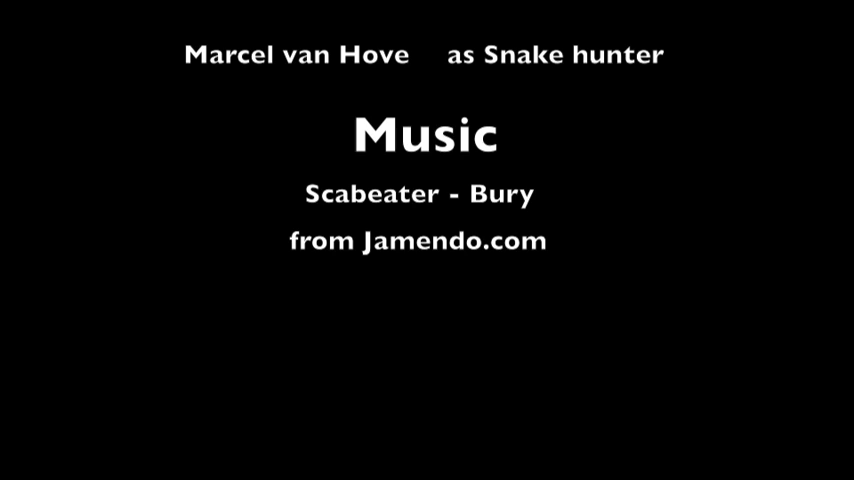 Marcel van Hove as Snake hunter
Music
Scabeater - Bury
from Jamendo.com